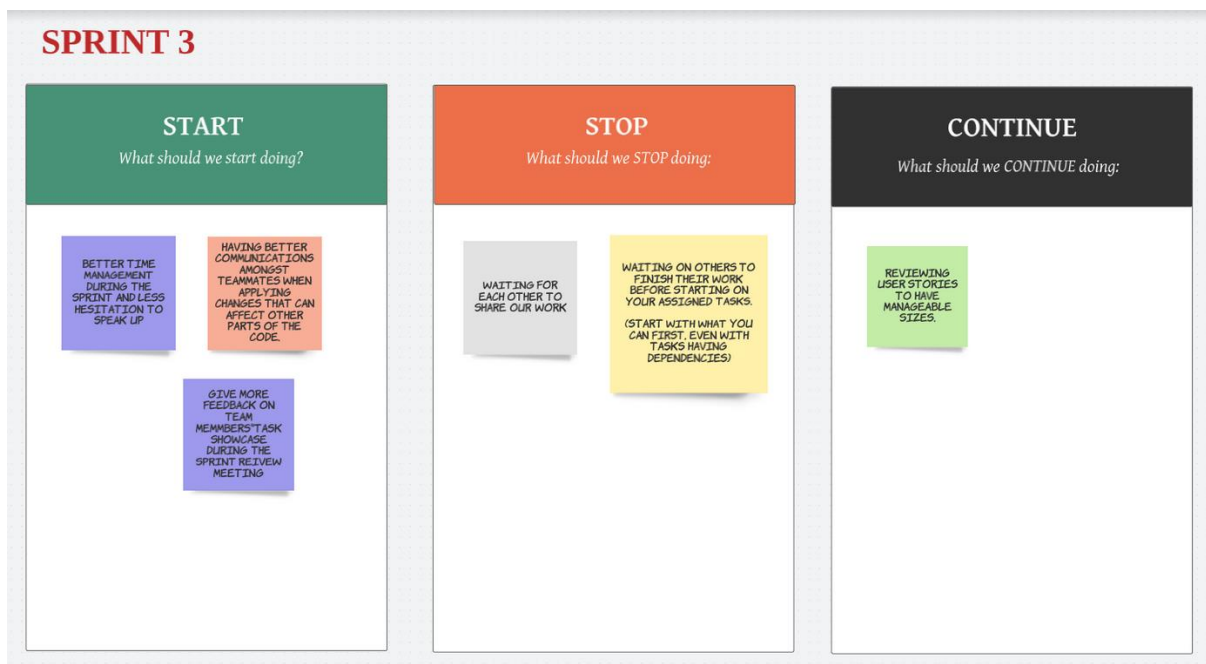 SPRINT 3
START
What should we start doing?
BETTER TIME
MANAGEMENT
DURING THE
SPRINT AND LESS
HESITATION TO
SPEAK UP
HAVING BETTER
COMMUNICATIONS
AMONGST
TEAMMATES WHEN
APPLYING
CHANGES THAT CAN
AFFECT OTHER
PARTS OF THE
CODE.
GIVE MORE
FEEDBACK ON
TEAM
MEMMBERS'TASK
SHOWCASE
DURING THE
SPRINT REIVEW
MEETING
STOP
What should we STOP doing:
WAITING FOR
EACH OTHER TO
SHARE OUR WORK
WAITING ON OTHERS TO
FINISH THEIR WORK
BEFORE STARTING ON
YOUR ASSIGNED TASKS.
(START WITH WHAT YOU
CAN FIRST, EVEN WITH
TASKS HAVING
DEPENDENCIES)
CONTINUE
What should we CONTINUE doing:
REVIEWING
USER STORIES
TO HAVE
MANAGEABLE
SIZES.